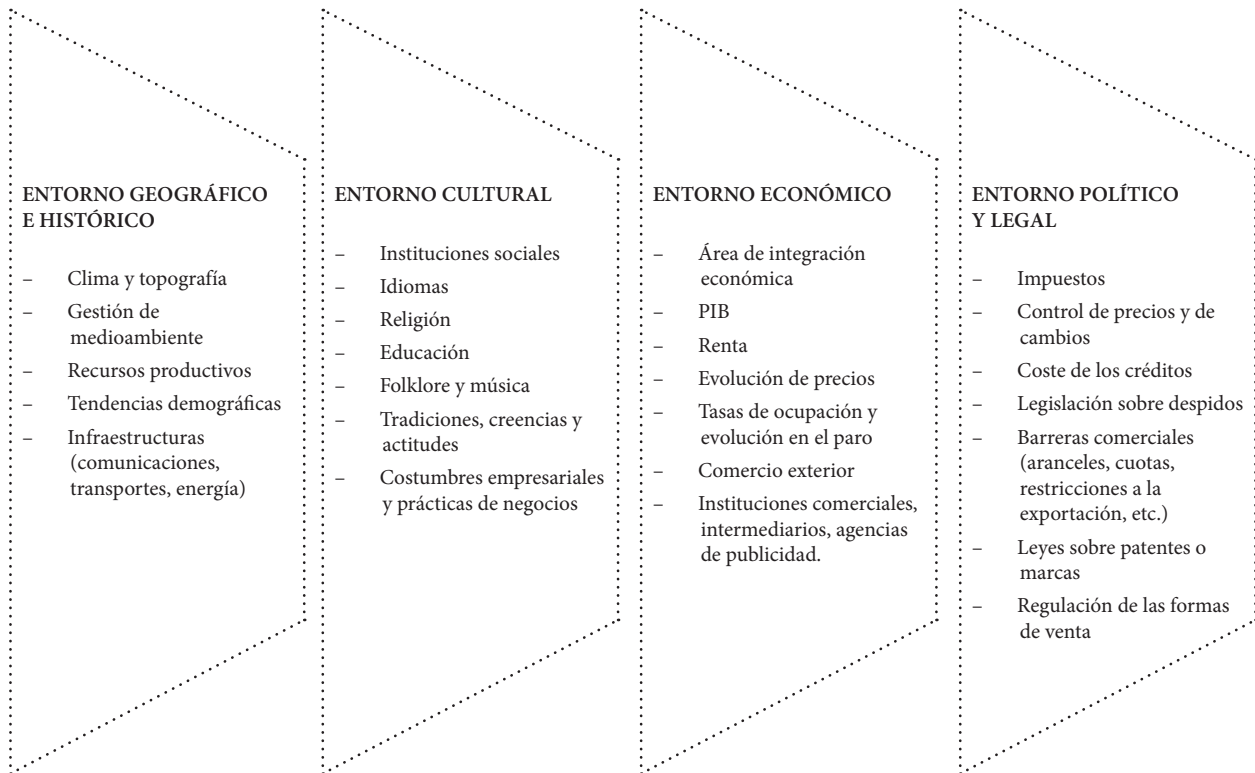 ENTORNO GEOGRÁFICO
E HISTÓRICO
– Clima y topografía
– Gestión de
medioambiente
– Recursos productivos
– Tendencias demográficas
– Infraestructuras
(comunicaciones,
transportes, energía)
ENTORNO CULTURAL
– Instituciones sociales
– Idiomas
– Religión
– Educación
– Folklore y música
– Tradiciones, creencias y
actitudes
– Costumbres empresariales
y prácticas de negocios
ENTORNO ECONÓMICO
– Área de integración
económica
– PIB
– Renta
– Evolución de precios
– Tasas de ocupación y
evolución en el paro
– Comercio exterior
– Instituciones comerciales,
intermediarios, agencias
de publicidad.
ENTORNO POLÍTICO
Y LEGAL
– Impuestos
– Control de precios y de
cambios
– Coste de los créditos
– Legislación sobre despidos
– Barreras comerciales
(aranceles, cuotas,
restricciones a la
exportación, etc.)
– Leyes sobre patentes o
marcas
– Regulación de las formas
de venta